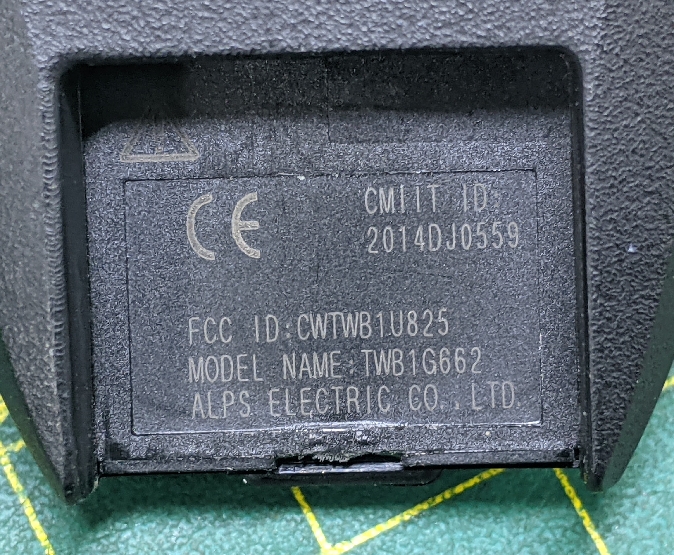 CE
CMIIT ID:
2014DJ0559
FCC ID:CWTWB1U825
MODEL NAME:TWB1G662
ALPS ELECTRIC CO.,LTD.